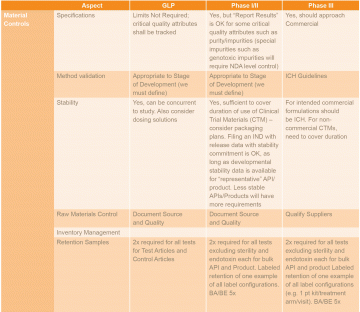 Aspect GLP Phase I/II Phase III
Material
Controls
Specifications
Limits Not Required;
critical quality attributes
shall be tracked
Yes, but “Report Results”
is OK for some critical
quality attributes such as
purity/impurities (special
impurities such as
genotoxic impurities will
require NOA level control)
Yes, should approach
Commercial
Method validation
Appropriate to Stage
of Development (we
must define)
Appropriate to Stage
of Development (we
must define)
ICH Guidelines
Stability
Yes, can be concurrent
to study. Also consider
dosing solutions
Yes, sufficient to cover
duration of use of Clinical
Trial Materials (CTM) –
consider packaging
plans. Filing an IND with
release data with stability
commitment is OK, as
long as developmental
stability data is available
for “representative” API/
product. Less stable
APIs/Products will have
more requirements
For intended commercial
formulations should
be ICH. For non-
commercial CTMs,
need to cover duration
Raw Materials Control
Document Source
and Quality
Document Source
and Quality
Qualify Suppliers
Inventory Management
Retention Samples
2x required for all tests
for Test Articles and
Control Articles
2x required for all tests
excluding sterility and
endotoxin each for bulk
API and Product. Labeled
retention of one example
of all label configurations.
BA/BE 5x
2x required for all tests
excluding sterility and
endotoxin each for bulk
API and product Labeled
retention of one example
of all label configurations
(e.g. 1 pt kit/treatment
arm/visit). BA/BE 5x